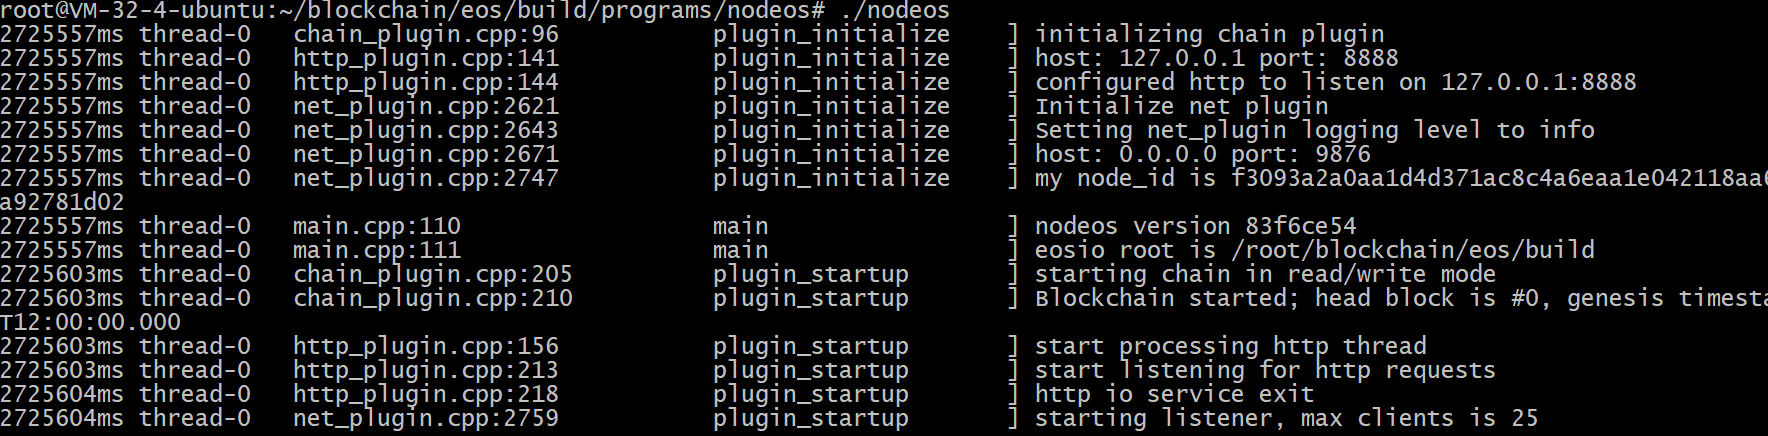 root@VM-32-4-ubuntu:~/blockchain/eos/build/programs/nodeos# ./nodeos
2725557ms thread-0   chain_plugin.cpp:96           plugin_initialize    ] initializing chain plugin
2725557ms thread-0   http_plugin.cpp:141           plugin_initialize    ] host: 127.0.0.1 port: 8888
2725557ms thread-0   http_plugin.cpp:144           plugin_initialize    ] configured http to listen on 127.0.0.1:8888
2725557ms thread-0   net_plugin.cpp:2621           plugin_initialize    ] Initialize net plugin
2725557ms thread-0   net_plugin.cpp:2643           plugin_initialize    ] Setting net_plugin logging level to info
2725557ms thread-0   net_plugin.cpp:2671           plugin_initialize    ] host: 0.0.0.0 port: 9876
2725557ms thread-0   net_plugin.cpp:2747           plugin_initialize    ] my node_id is f3093a2a0aa1d4d371ac8c4a6eaa1e042118aa6
a92781d02
2725557ms thread-0   main.cpp:110                  main                 ] nodeos version 83f6ce54
2725557ms thread-0   main.cpp:111                  main                 ] eosio root is /root/blockchain/eos/build
2725603ms thread-0   chain_plugin.cpp:205          plugin_startup       ] starting chain in read/write mode
2725603ms thread-0   chain_plugin.cpp:210          plugin_startup       ] Blockchain started; head block is #0, genesis timesta
T12:00:00.000
2725603ms thread-0   http_plugin.cpp:156           plugin_startup       ] start processing http thread
2725603ms thread-0   http_plugin.cpp:213           plugin_startup       ] start listening for http requests
2725604ms thread-0   http_plugin.cpp:218           plugin_startup       ] http io service exit
2725604ms thread-0   net_plugin.cpp:2759           plugin_startup       ] starting listener, max clients is 25